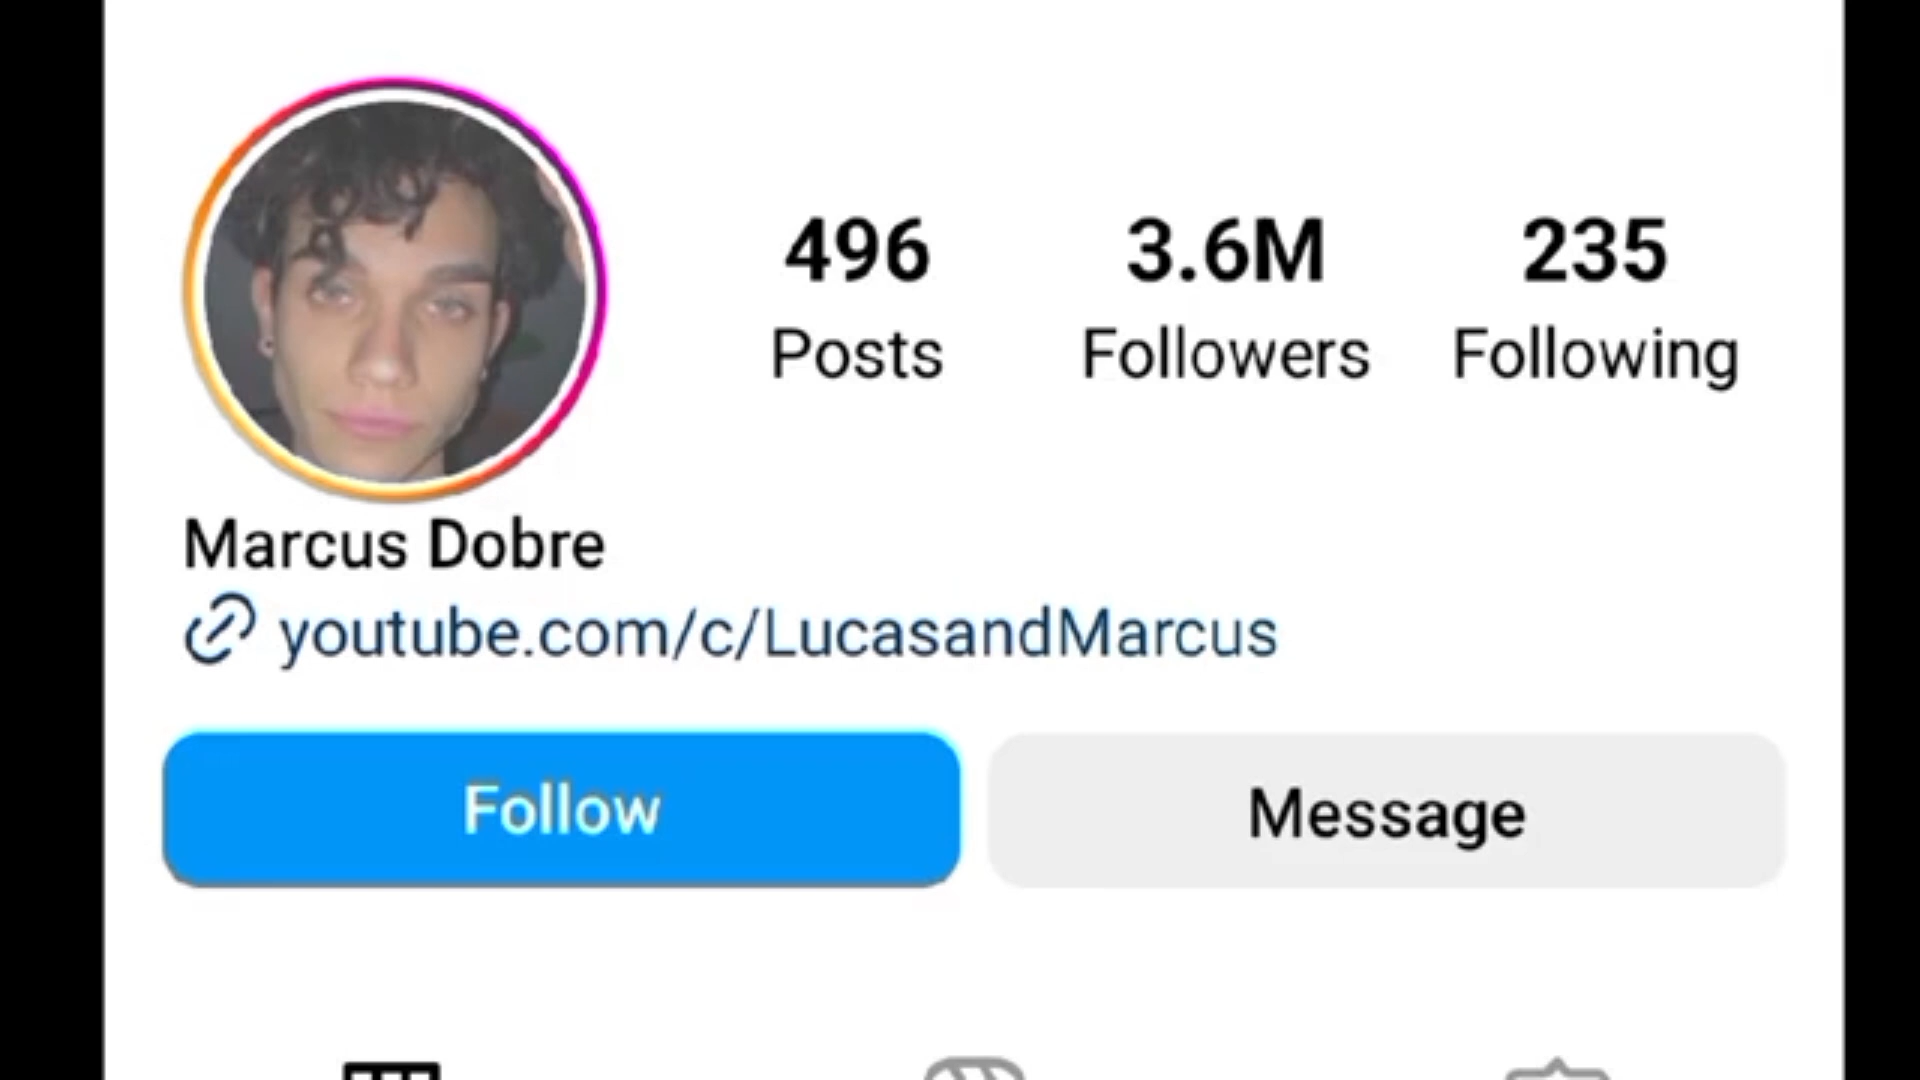 496 3.6M 235
Posts Followers Following
Marcus Dobre
youtube.com/c/LucasandMarcus
Follow Message